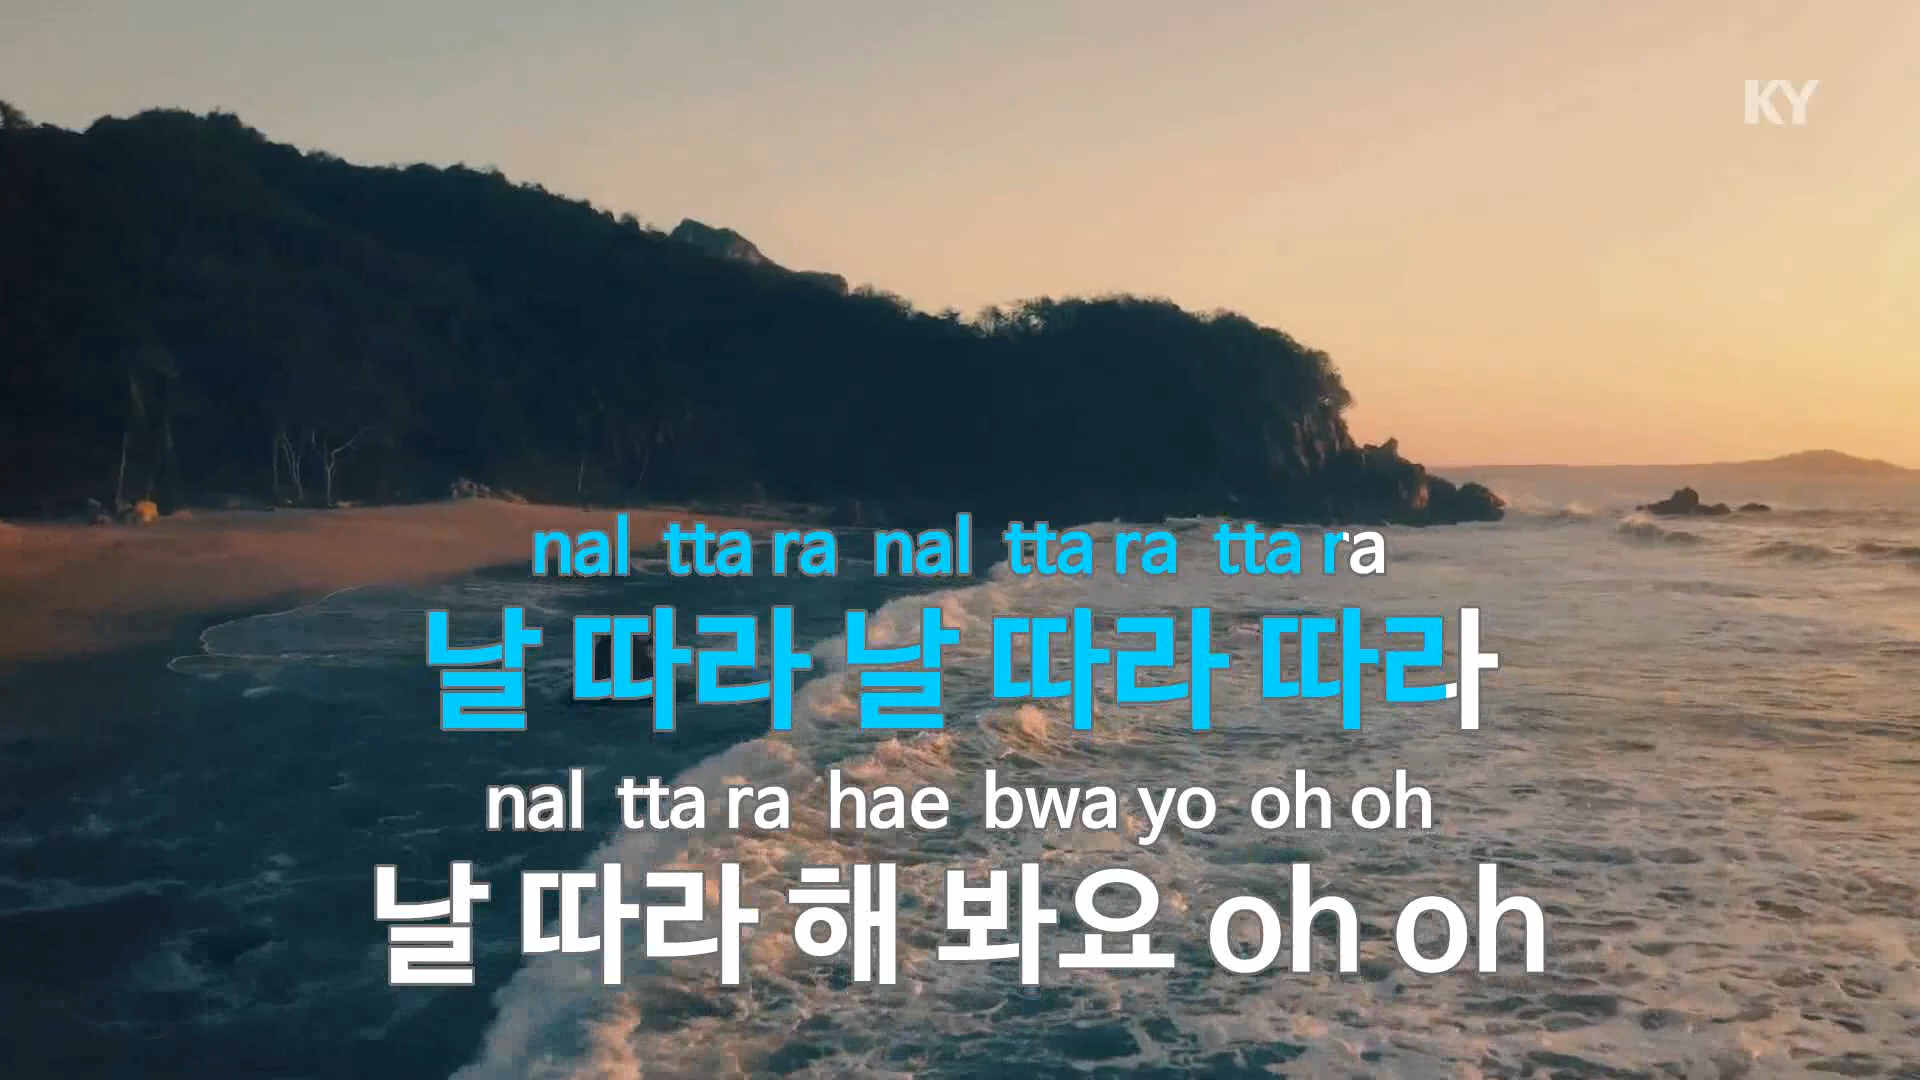 KY
nal tta ra nal tta ra tta ra
날 따라 날 따라 따라
nal tta ra hae bwa yo oh oh
날 따라 해 봐요 oh oh